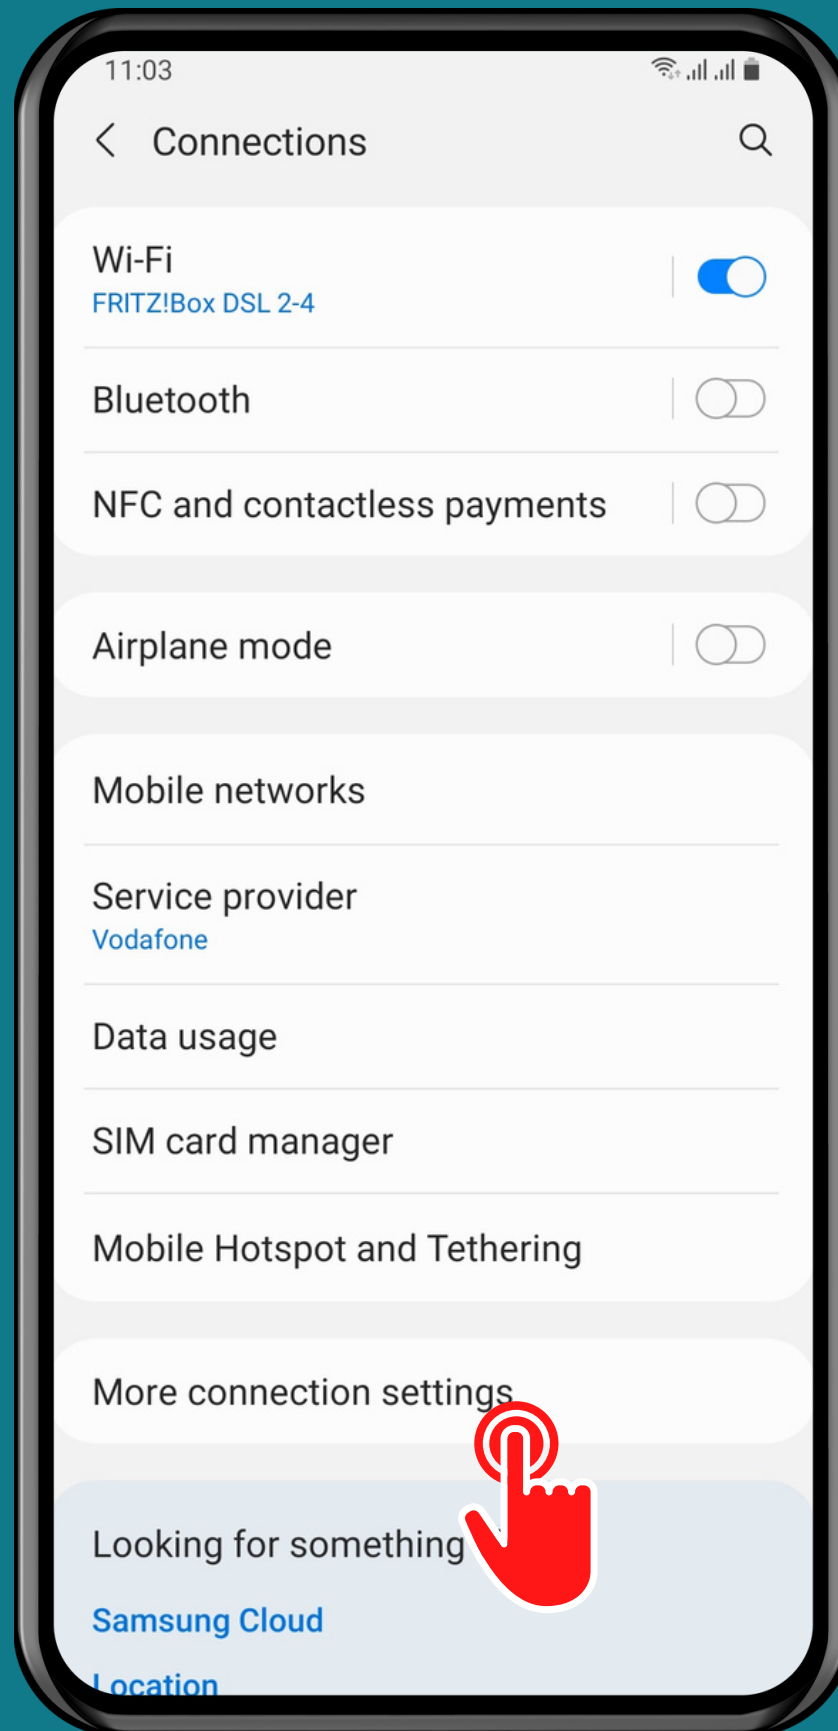 11:03
Connections
Wi-Fi
FRITZ!Box DSL 2-4
Bluetooth
NFC and contactless payments
Airplane mode
Mobile networks
Service provider
Vodafone
Data usage
SIM card manager
Mobile Hotspot and Tethering
More connection settings
Looking for something
Samsung Cloud
Location